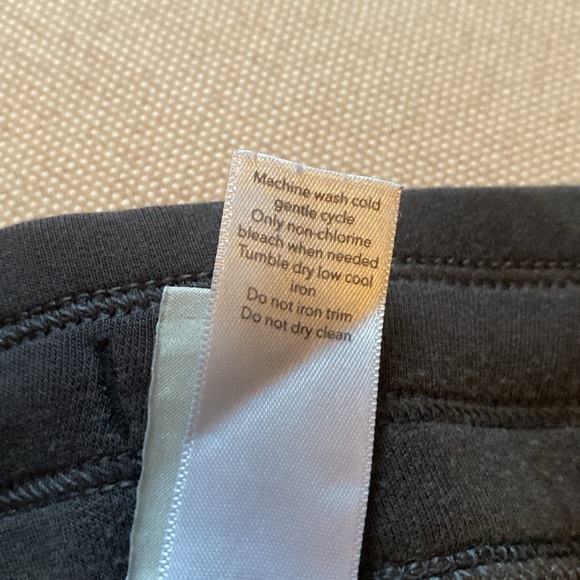 Machine wash cold
gentle cycle
Only non-chlorine
bleach when needed
Tumble dry low cool
iron
Do not iron trim
Do not dry clean